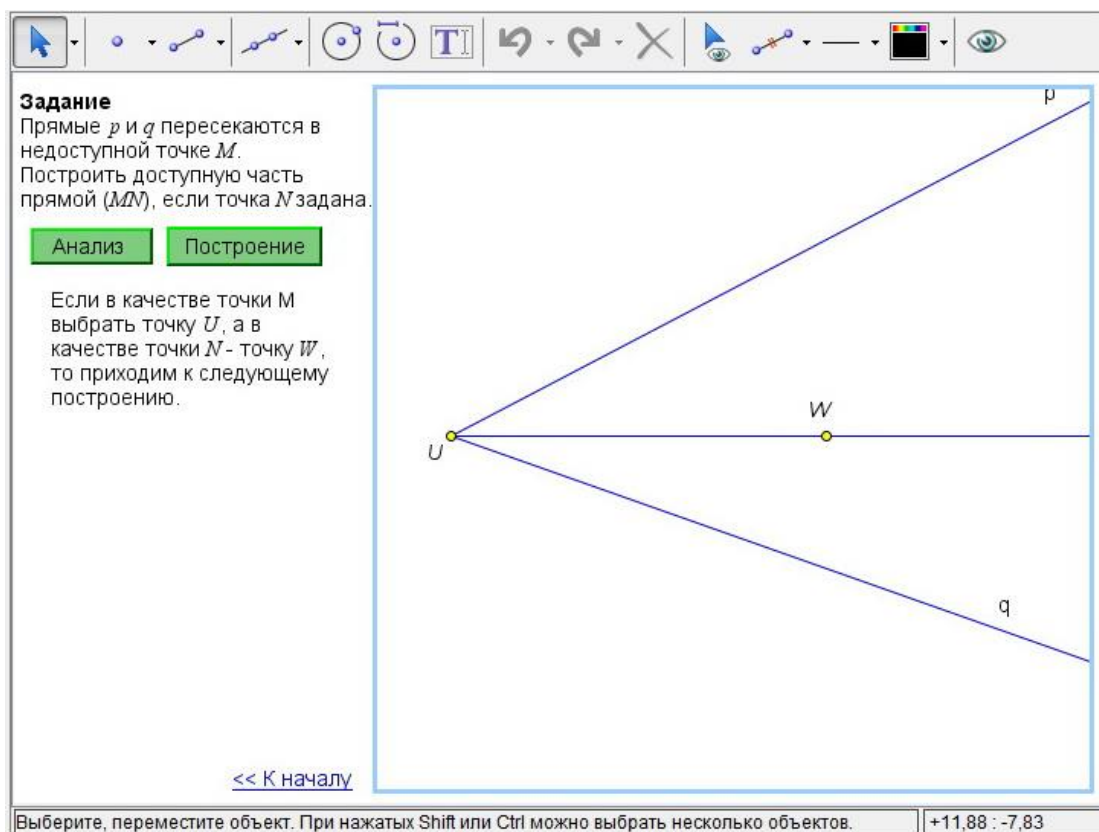 Задание
Прямые p и q пересекаются в
недоступной точке M.
Построить доступную часть
прямой (MN), если точка N задана.
Анализ
Построение
Если в качестве точки М
выбрать точку U, а в
качестве точки N - точку W,
то приходим к следующему
построению.
p
W
U
q
<< К началу
Выберите, переместите объект. При нажатых Shift или Ctrl можно выбрать несколько объектов.
+11,88 : -7,83